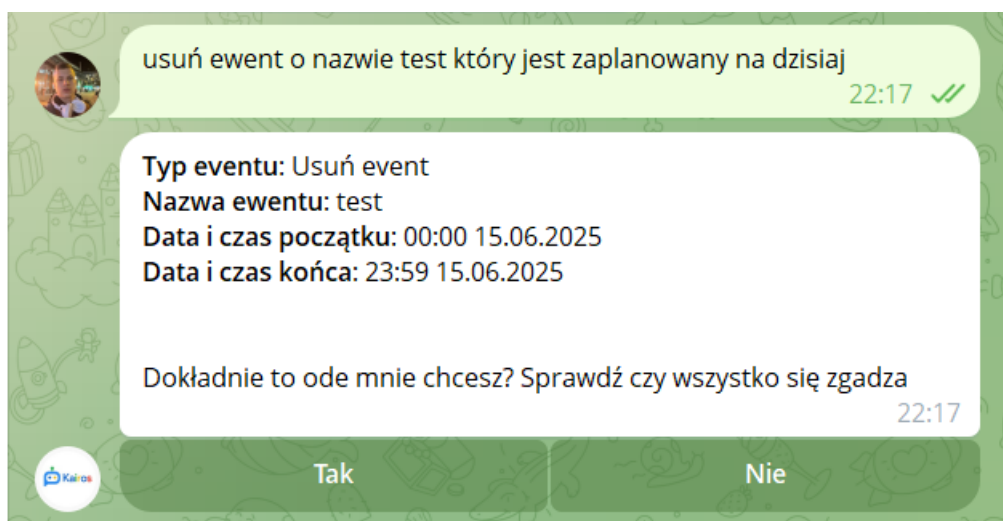 usuń ewent o nazwie test który jest zaplanowany na dzisiaj
22:17
Typ eventu: Usuń event
Nazwa ewentu: test
Data i czas początku: 00:00 15.06.2025
Data i czas końca: 23:59 15.06.2025
Dokładnie to ode mnie chcesz? Sprawdź czy wszystko się zgadza
22:17
Kairos
Tak
Nie